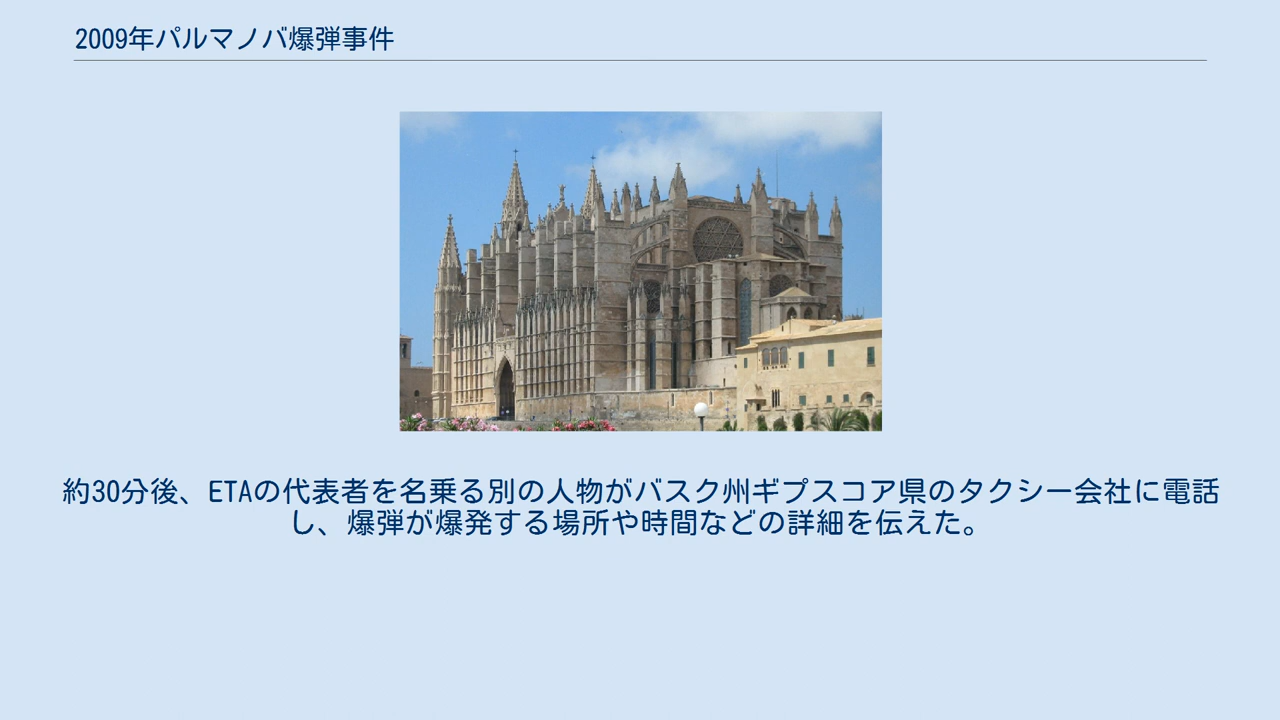 2009年パルマノバ爆弾事件
約30分後、ETAの代表者を名乗る別の人物がバスク州ギプスコア県のタクシー会社に電話
し、爆弾が爆発する場所や時間などの詳細を伝えた。